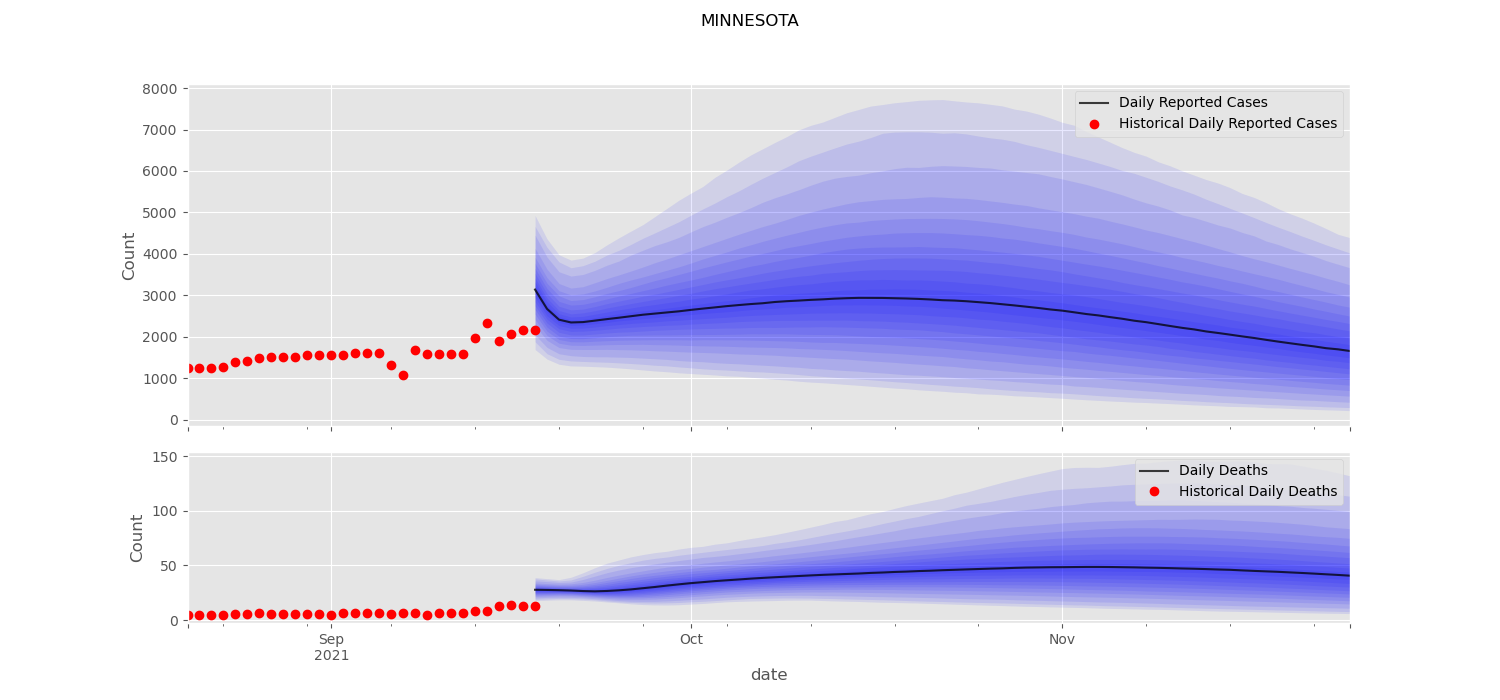 MINNESOTA
8000
7000
6000
5000
4000
3000
2000
1000
0
Count
Daily Reported Cases
Historical Daily Reported Cases
150
100
50
0
Count
Daily Deaths
Historical Daily Deaths
Sep
2021
Oct
Nov
date